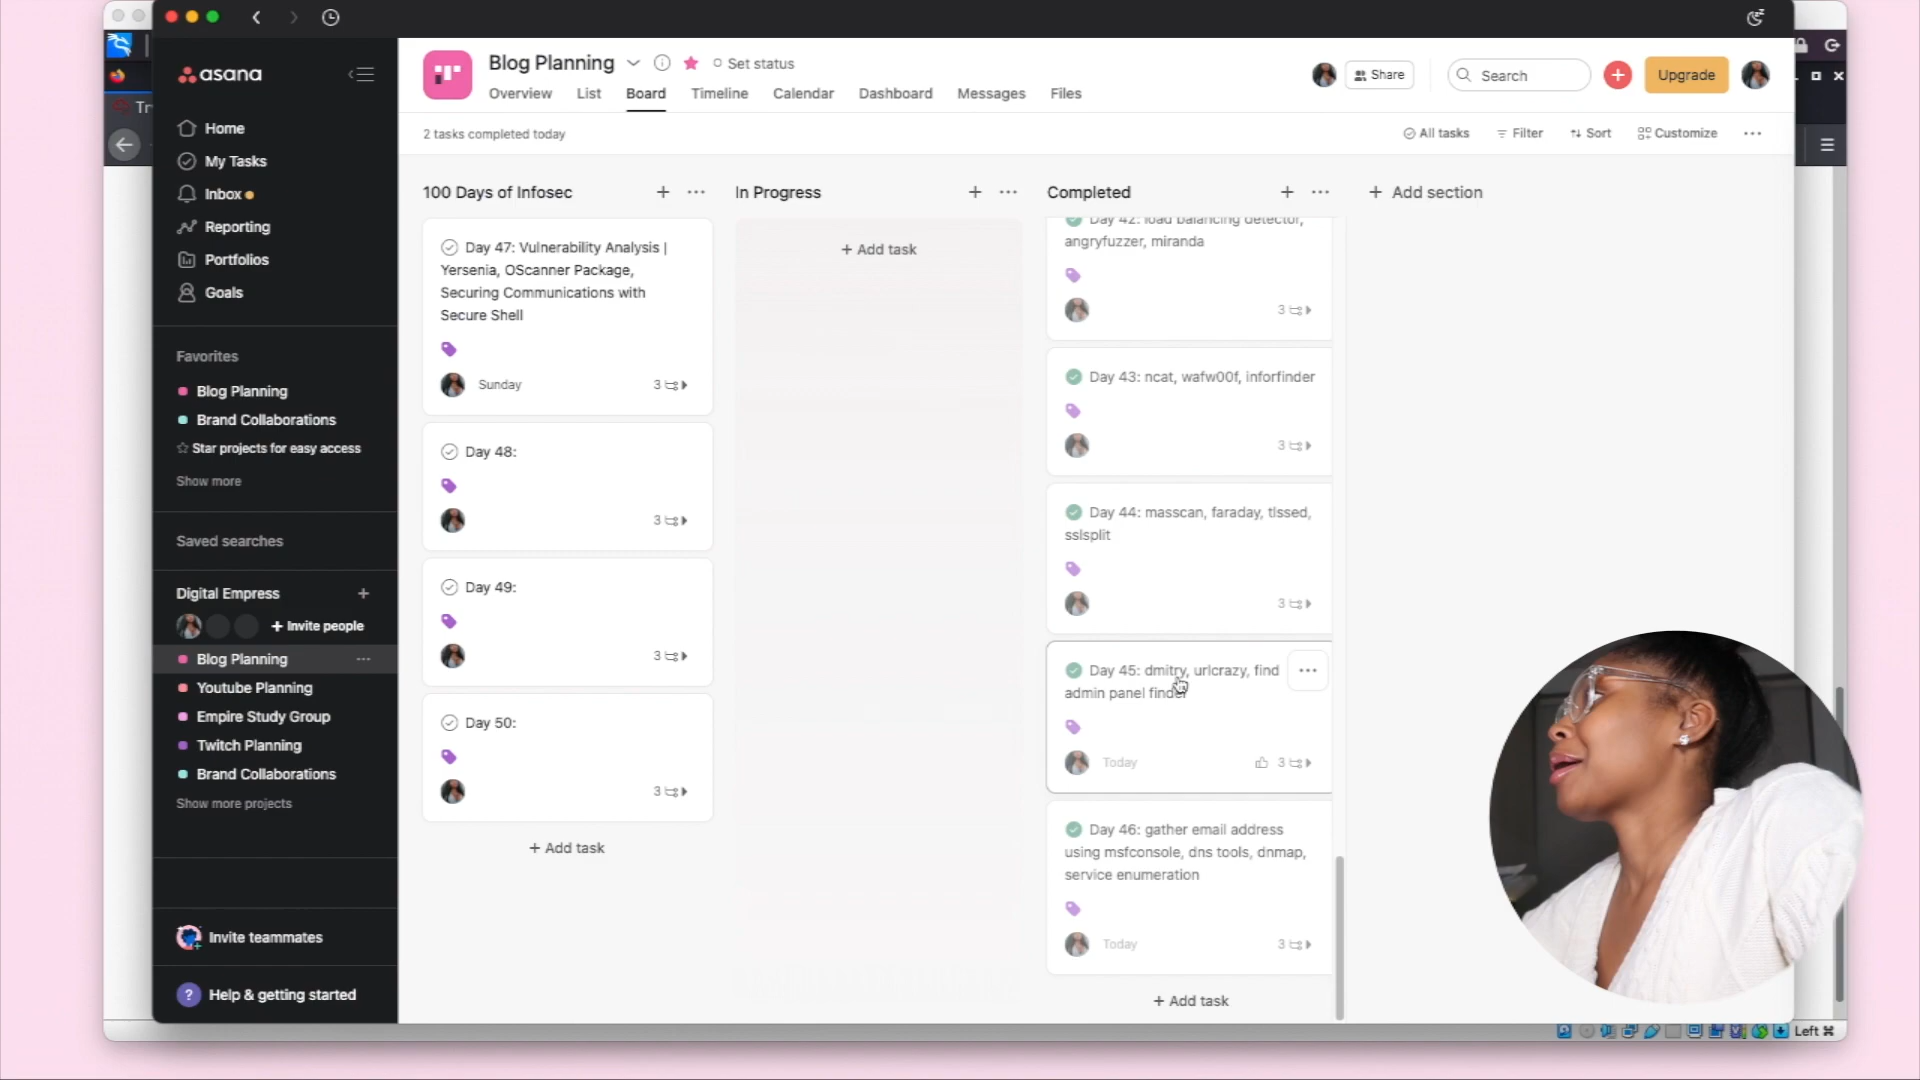 asana
Home
My Tasks
Inbox
Reporting
Portfolios
Goals
Favorites
Blog Planning
Brand Collaborations
Star projects for easy access
Show more
Saved searches
Digital Empress
+ Invite people
Blog Planning
Youtube Planning
Empire Study Group
Twitch Planning
Brand Collaborations
Show more projects
Invite teammates
? Help & getting started
Blog Planning
Set status
Share
Search
Upgrade
Overview
List
Board
Timeline
Calendar
Dashboard
Messages
Files
2 tasks completed today
All tasks
Filter
Sort
Customize
100 Days of Infosec
Day 47: Vulnerability Analysis |
Yersenia, OScanner Package,
Securing Communications with
Secure Shell
Sunday
3
Day 48:
3
Day 49:
3
Day 50:
3
+ Add task
In Progress
+ Add task
Completed
Day 42: load balancing detector,
angryfuzzer, miranda
3
Day 43: ncat, wafw00f, inforfinder
3
Day 44: masscan, faraday, tlssed,
sslsplit
3
Day 45: dmitry, urlcrazy, find
admin panel finder
Today
3
Day 46: gather email address
using msfconsole, dns tools, dnmap,
service enumeration
Today
3
+ Add task
+ Add section
Tr
Left ⌘